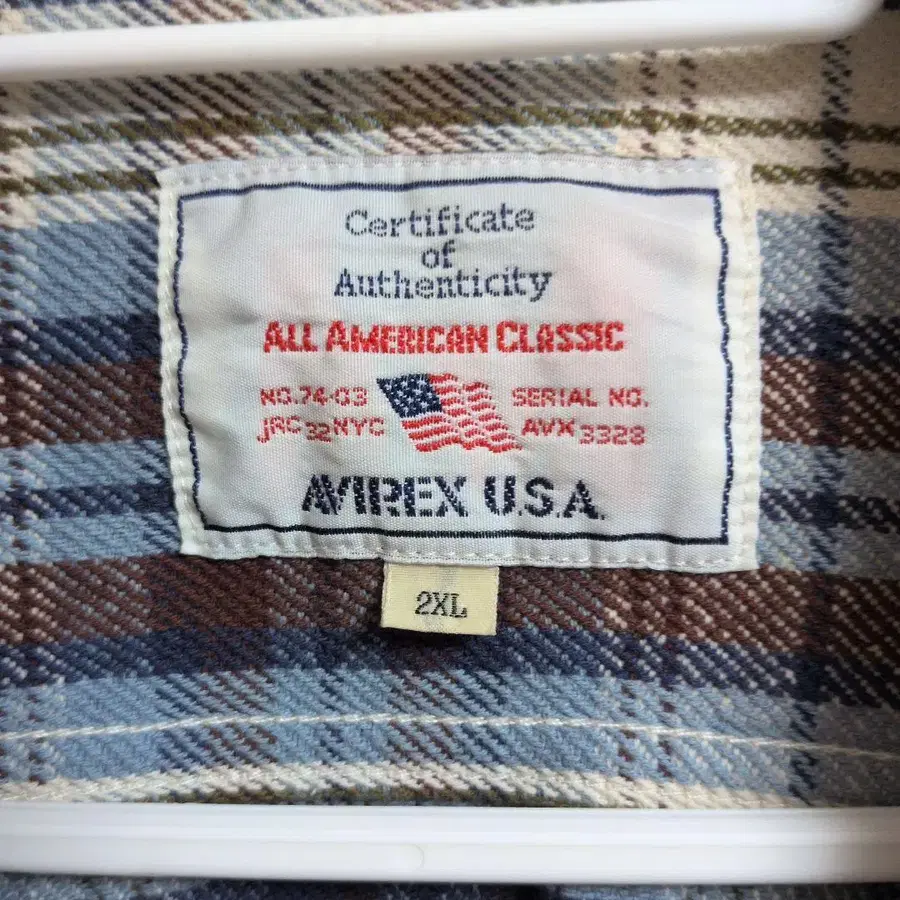 Certificate
of
Authenticity
ALL AMERICAN CLASSIC
NO.74-03 SERIAL NO.
JRC 32 NYC AVX 3328
AVIREX U.S.A.
2XL